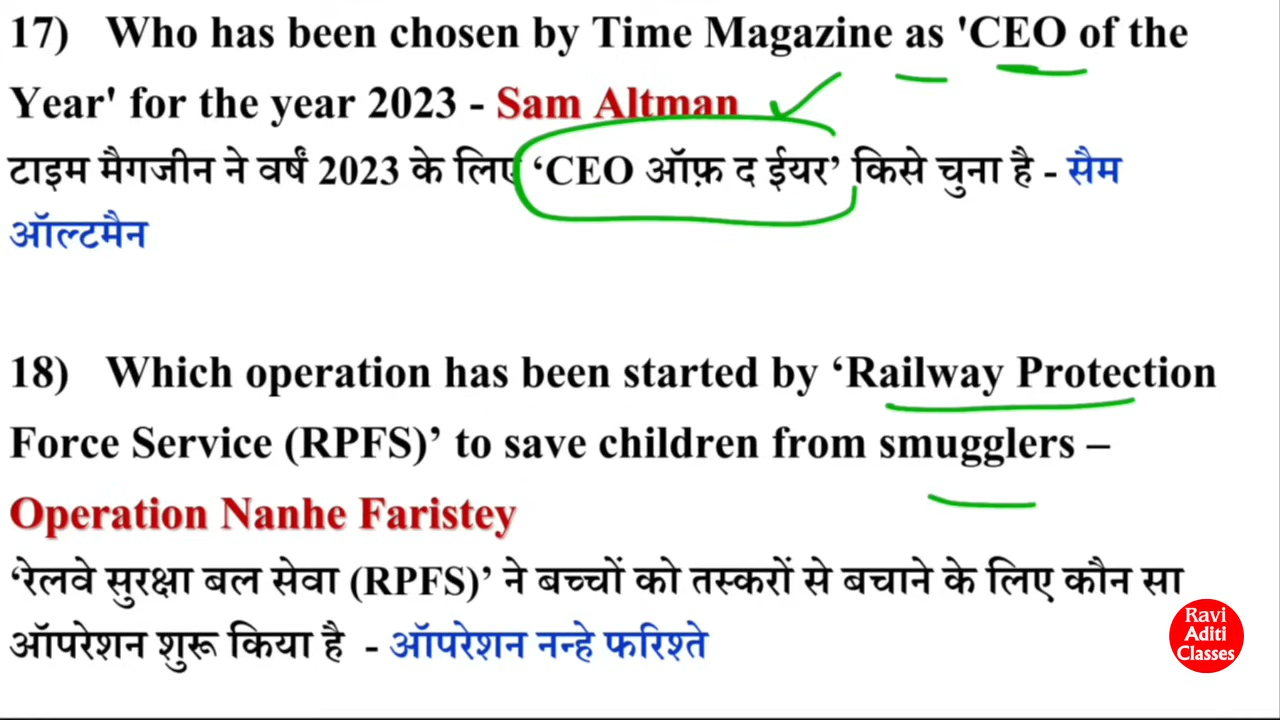 17) Who has been chosen by Time Magazine as 'CEO of the
Year' for the year 2023 - Sam Altman
टाइम मैगजीन ने वर्ष 2023 के लिए ‘CEO ऑफ़ द ईयर’ किसे चुना है - सैम
ऑल्टमैन
18) Which operation has been started by ‘Railway Protection
Force Service (RPFS)’ to save children from smugglers –
Operation Nanhe Faristey
‘रेलवे सुरक्षा बल सेवा (RPFS)’ ने बच्चों को तस्करों से बचाने के लिए कौन सा
ऑपरेशन शुरू किया है - ऑपरेशन नन्हे फरिश्ते
Ravi
Aditi
Classes